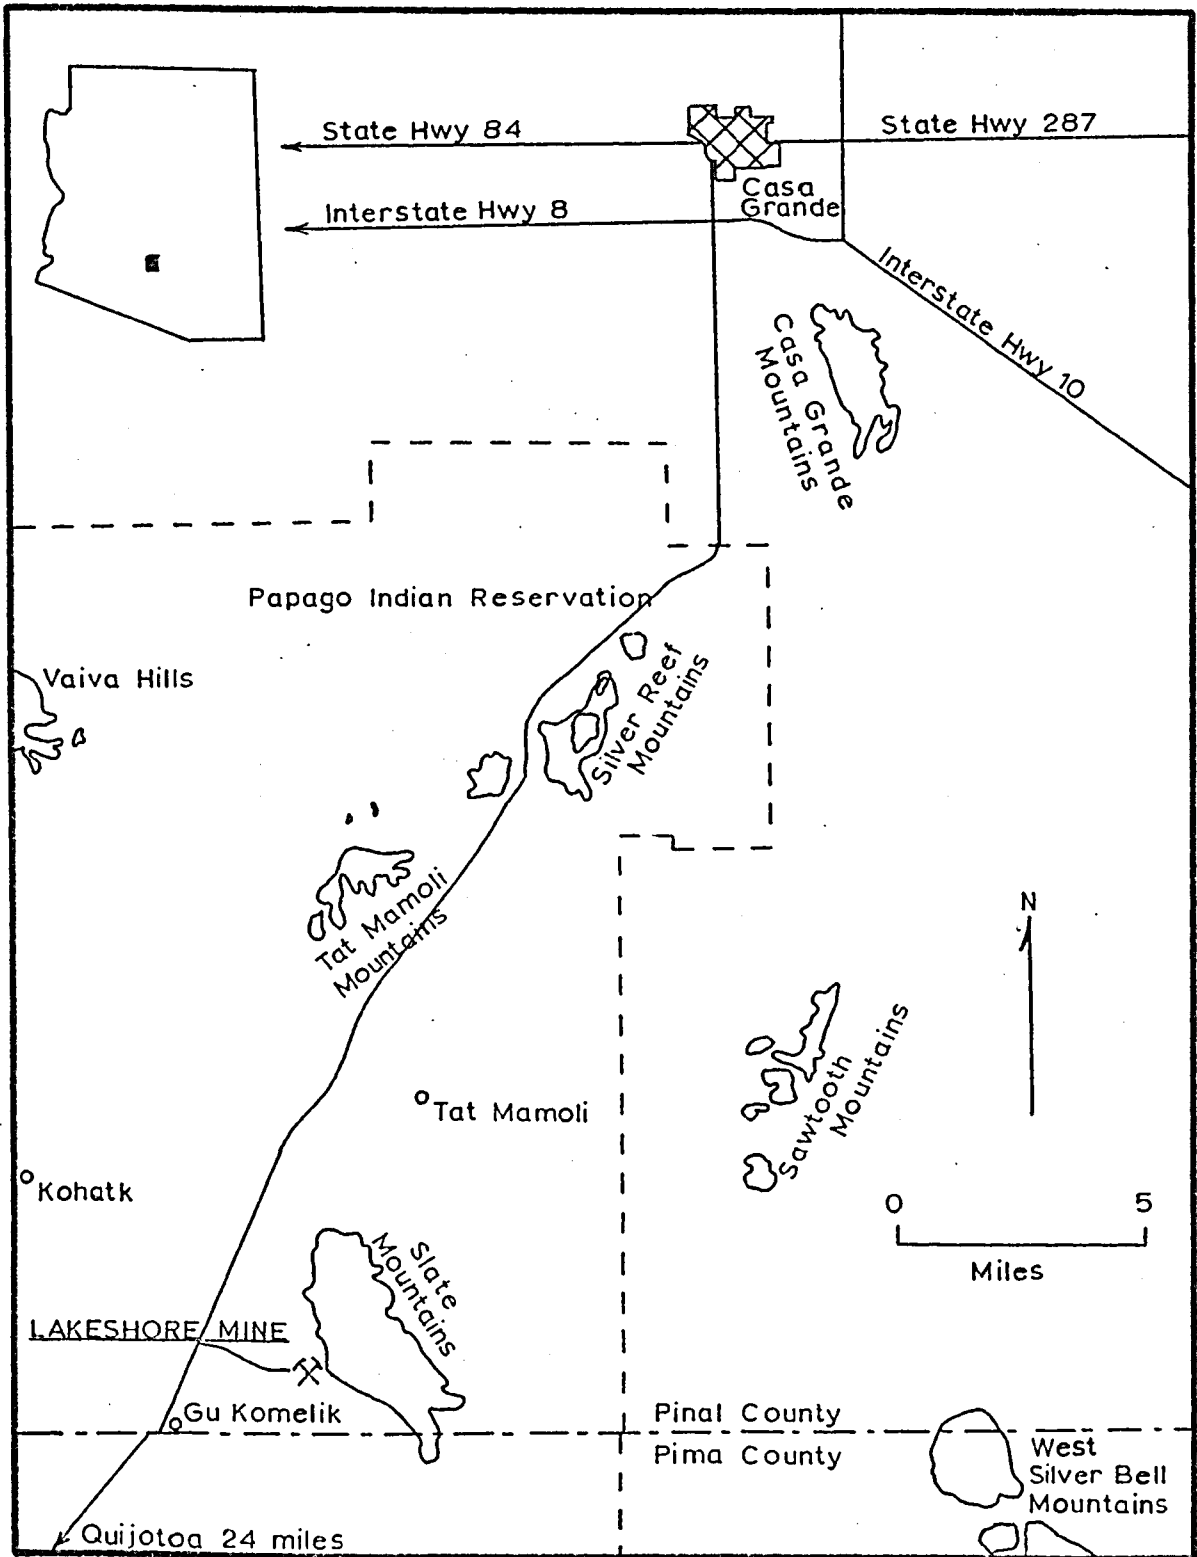 State Hwy 84
State Hwy 287
Casa
Grande
Interstate Hwy 8
Interstate Hwy 10
Casa Grande
Mountains
Papago Indian Reservation
Vaiva Hills
Silver Reef
Mountains
Tat Mamoli
Mountains
N
Sawtooth
Mountains
Tat Mamoli
Kohatk
0 5
Miles
Slate
Mountains
LAKESHORE MINE
Gu Komelik
Pinal County
Pima County
West
Silver Bell
Mountains
Quijotoa 24 miles